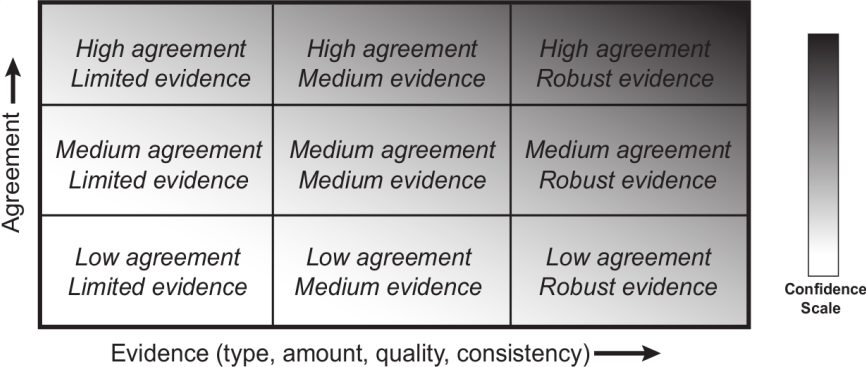 High agreement
Limited evidence
High agreement
Medium evidence
High agreement
Robust evidence
Medium agreement
Limited evidence
Medium agreement
Medium evidence
Medium agreement
Robust evidence
Low agreement
Limited evidence
Low agreement
Medium evidence
Low agreement
Robust evidence
Agreement
Evidence (type, amount, quality, consistency)
Confidence
Scale